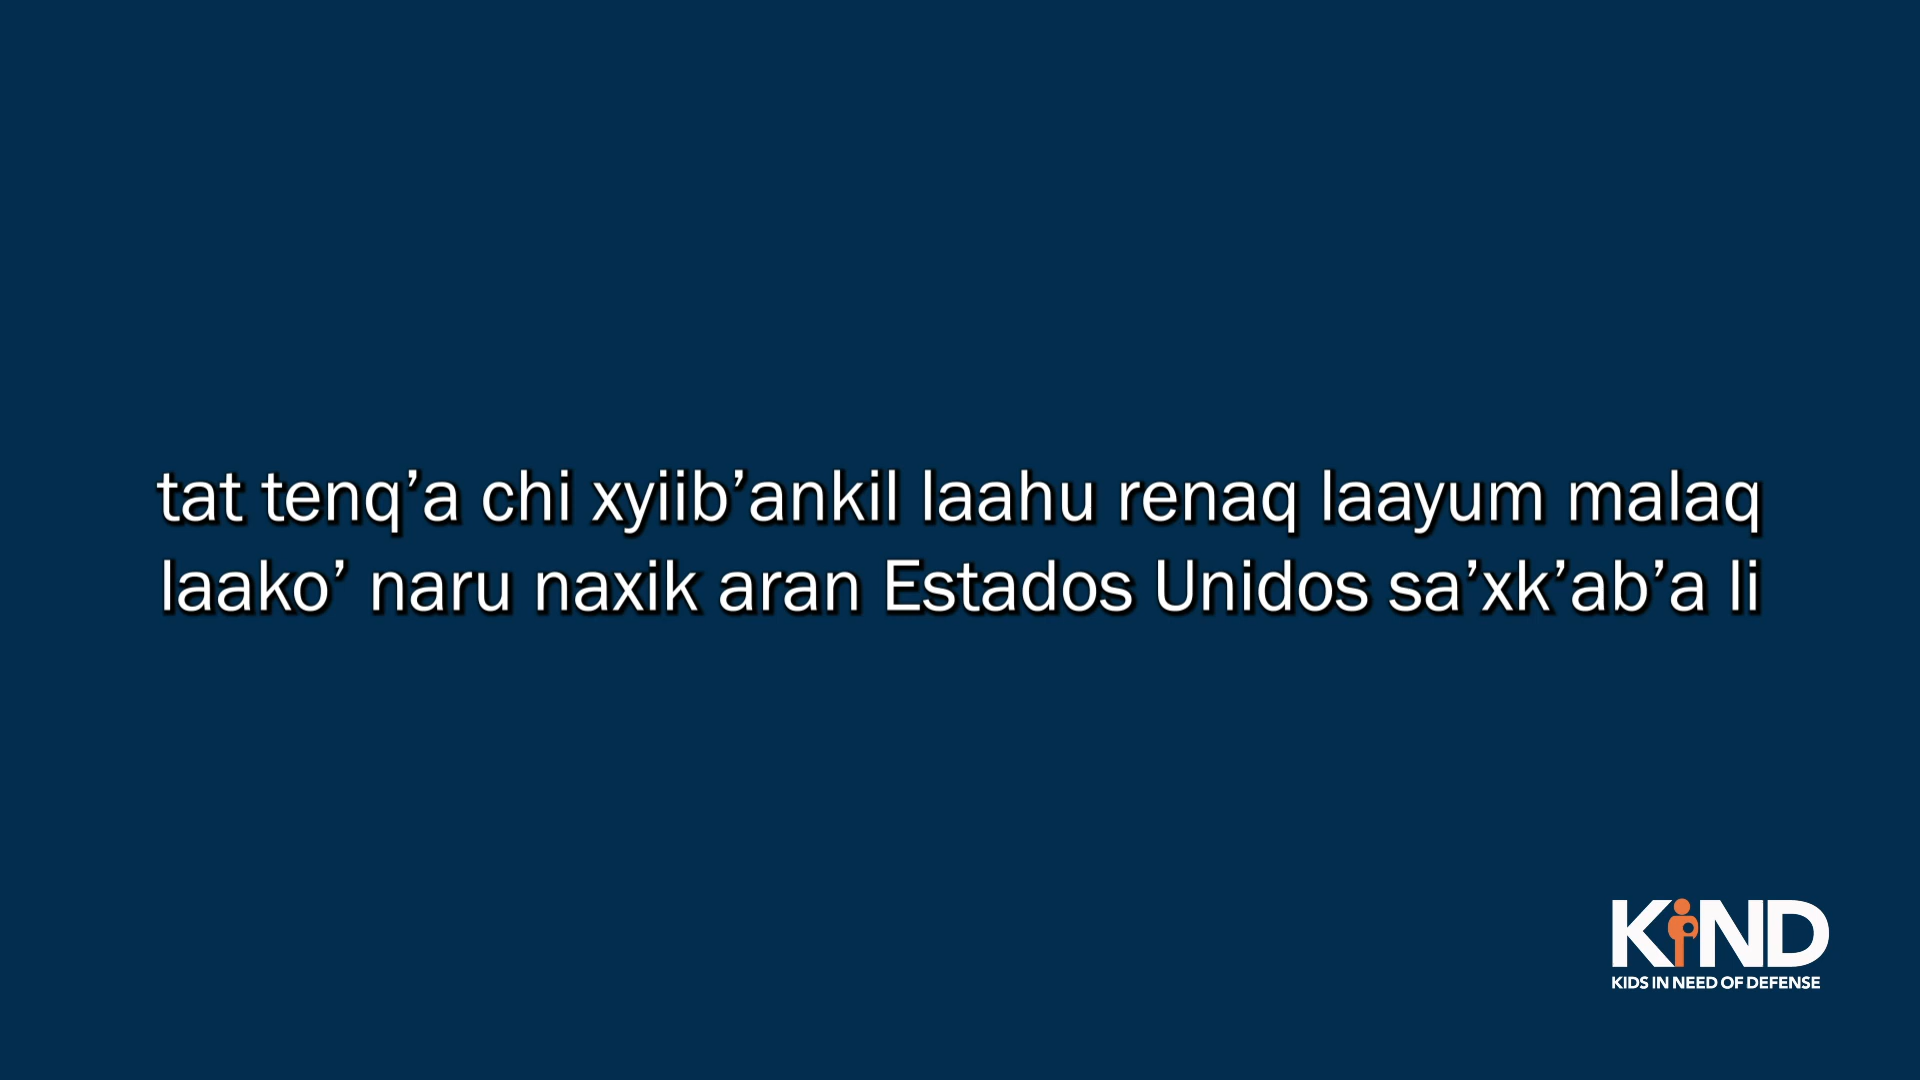 tat tenq’a chi xyiib’ankil laahu renaq laayum malaq
laako’ naru naxik aran Estados Unidos sa’xk’ab’a li
KiND
KIDS IN NEED OF DEFENSE